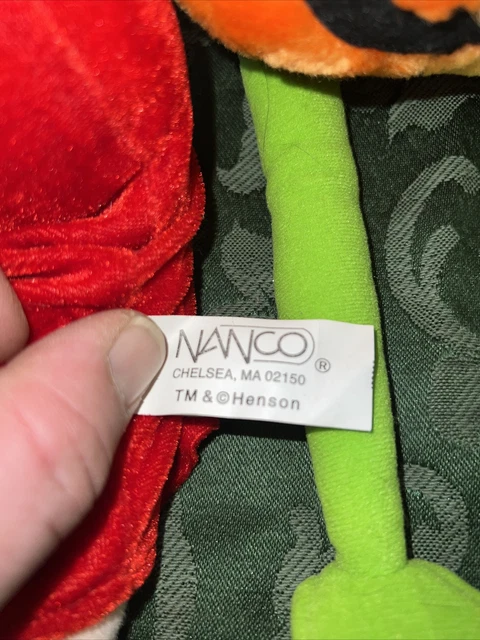 NANCO®
CHELSEA, MA 02150
TM & ©Henson